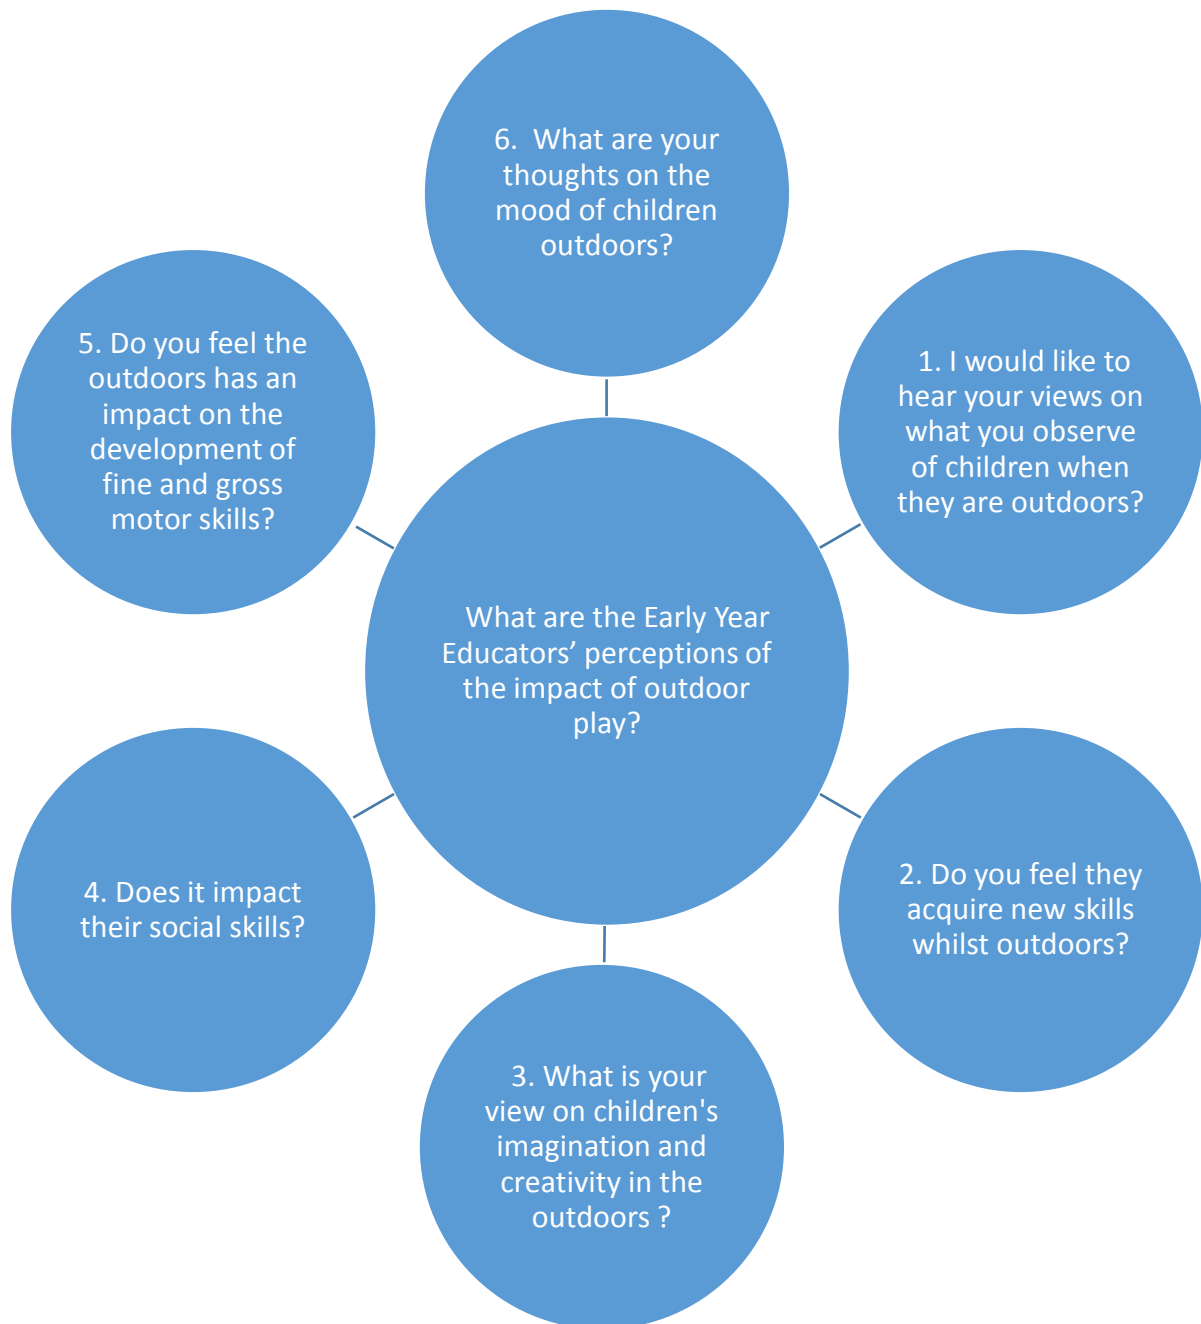 6.  What are your
thoughts on the
mood of children
outdoors?
5. Do you feel the
outdoors has an
impact on the
development of
fine and gross
motor skills?
1. I would like to
hear your views on
what you observe
of children when
they are outdoors?
What are the Early Year
Educators’ perceptions of
the impact of outdoor
play?
4. Does it impact
their social skills?
2. Do you feel they
acquire new skills
whilst outdoors?
3. What is your
view on children's
imagination and
creativity in the
outdoors ?